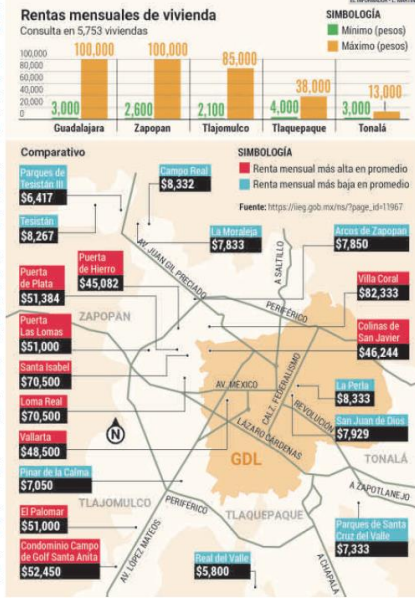 Rentas mensuales de vivienda
Consulta en 5,753 viviendas
SIMBOLOGÍA
Mínimo (pesos)
Máximo (pesos)
100,000
80,000
60,000
40,000
20,000
0
3,000
100,000
2,600
100,000
2,100
85,000
4,000
38,000
3,000
13,000
Guadalajara
Zapopan
Tlajomulco
Tlaquepaque
Tonalá
Comparativo
SIMBOLOGÍA
Renta mensual más alta en promedio
Renta mensual más baja en promedio
Fuente: https://iieg.gob.mx/ns/?page_id=11967
Parques de
Tesistán III
$6,417
Campo Real
$8,332
Tesistán
$8,267
La Moraleja
$7,833
Arcos de Zapopan
$7,850
Puerta
de Hierro
$45,082
Puerta
de Plata
$51,384
Villa Coral
$82,333
Puerta
Las Lomas
$51,000
Colinas de
San Javier
$46,244
Santa Isabel
$70,500
Loma Real
$70,500
La Perla
$8,333
Vallarta
$48,500
San Juan de Dios
$7,929
Pinar de la Calma
$7,050
El Palomar
$51,000
Parques de Santa
Cruz del Valle
$7,333
Condominio Campo
de Golf Santa Anita
$52,450
Real del Valle
$5,800
AV. JUAN GIL PRECIADO
A SALTILLO
PERIFÉRICO
ZAPOPAN
AV. MÉXICO
CALZ. FEDERALISMO
REVOLUCIÓN
LÁZARO CÁRDENAS
N
GDL
TONALÁ
A ZAPOTLANEJO
TLAJOMULCO
PERIFÉRICO
TLAQUEPAQUE
AV. LÓPEZ MATEOS
A CHAPALA